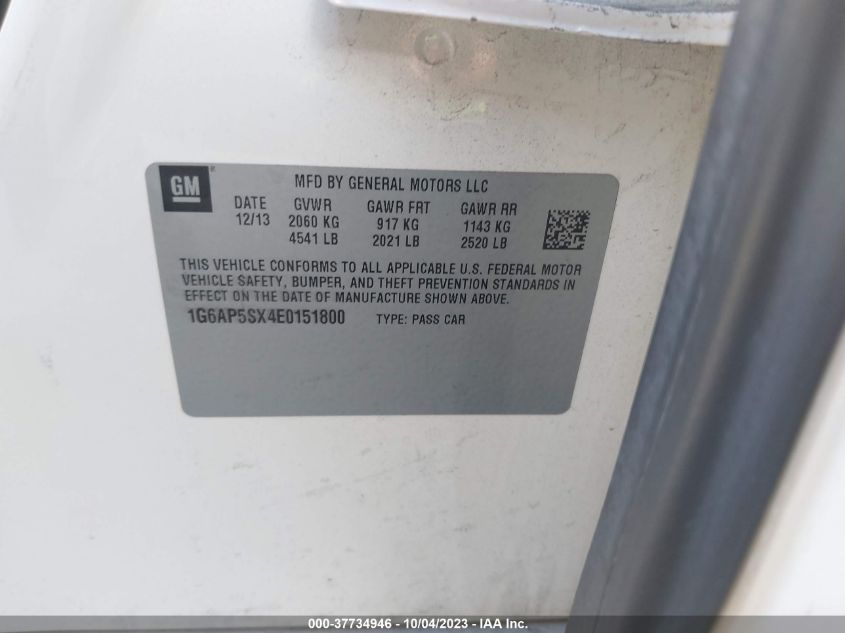 GM
MFD BY GENERAL MOTORS LLC
DATE GVWR GAWR FRT GAWR RR
12/13 2060 KG 917 KG 1143 KG
4541 LB 2021 LB 2520 LB
THIS VEHICLE CONFORMS TO ALL APPLICABLE U.S. FEDERAL MOTOR
VEHICLE SAFETY, BUMPER, AND THEFT PREVENTION STANDARDS IN
EFFECT ON THE DATE OF MANUFACTURE SHOWN ABOVE.
1G6AP5SX4E0151800 TYPE: PASS CAR
000-37734946 - 10/04/2023 - IAA Inc.